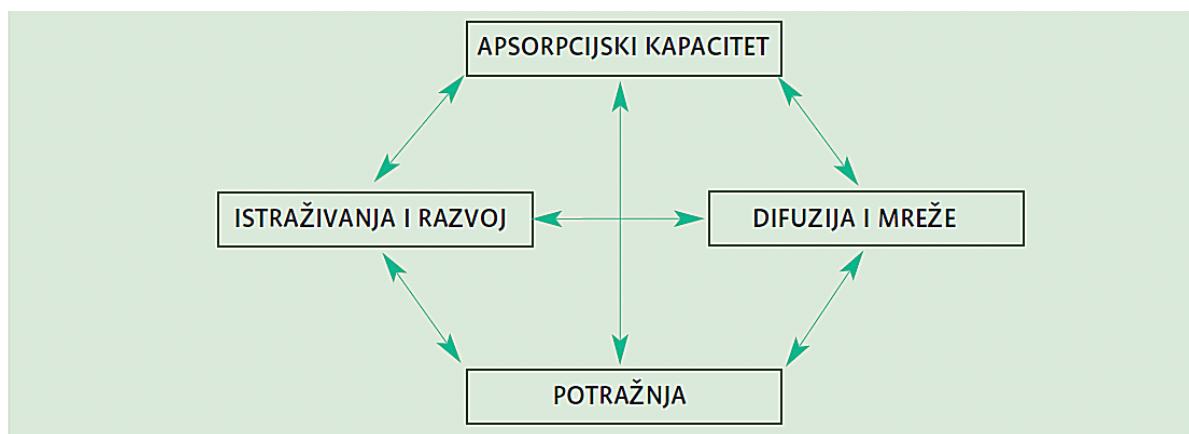 APSORPCIJSKI KAPACITET
ISTRAŽIVANJA I RAZVOJ
DIFUZIJA I MREŽE
POTRAŽNJA